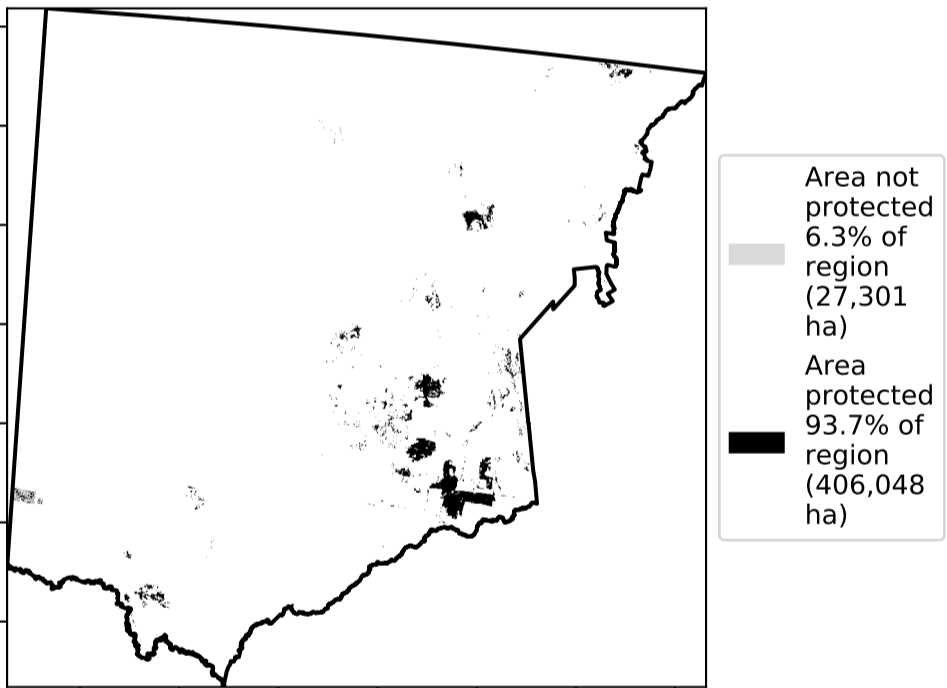 Area not
protected
6.3% of
region
(27,301
ha)
Area
protected
93.7% of
region
(406,048
ha)